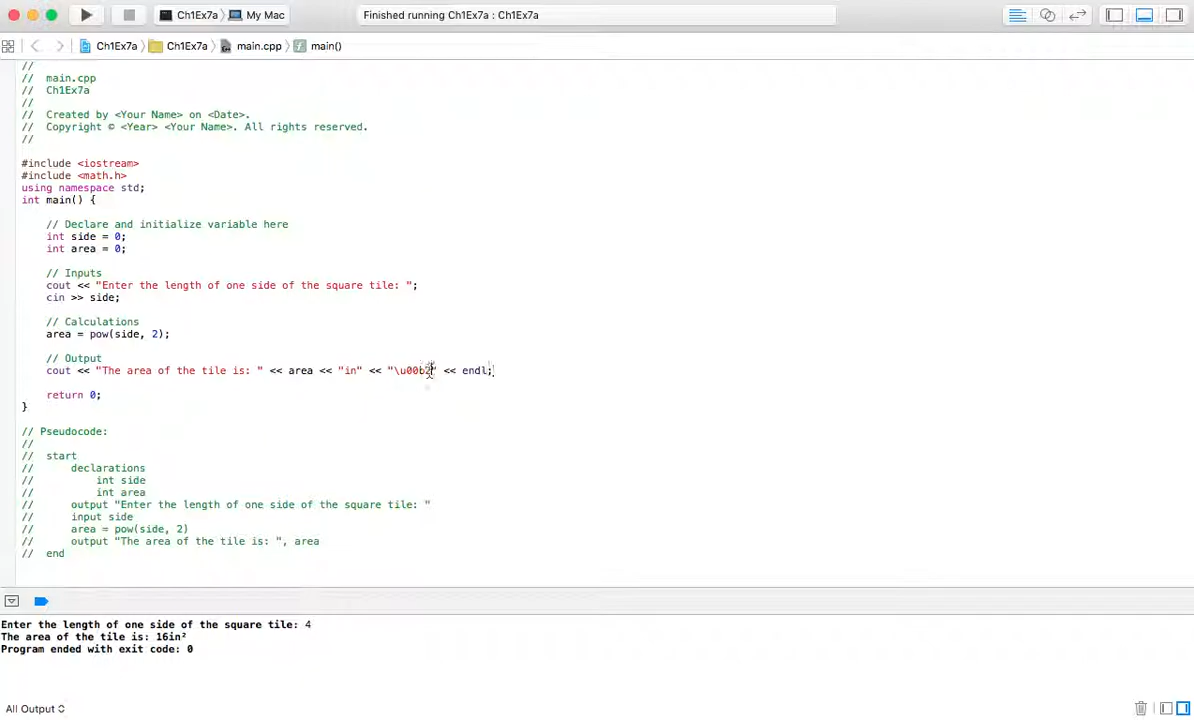 Ch1Ex7a My Mac Finished running Ch1Ex7a : Ch1Ex7a
Ch1Ex7a Ch1Ex7a main.cpp main()
//
// main.cpp
// Ch1Ex7a
//
// Created by <Your Name> on <Date>.
// Copyright © <Year> <Your Name>. All rights reserved.
//
#include <iostream>
#include <math.h>
using namespace std;
int main() {
// Declare and initialize variable here
int side = 0;
int area = 0;
// Inputs
cout << "Enter the length of one side of the square tile: ";
cin >> side;
// Calculations
area = pow(side, 2);
// Output
cout << "The area of the tile is: " << area << "in" << "\u00b2" << endl;
return 0;
}
// Pseudocode:
//
// start
// declarations
// int side
// int area
// output "Enter the length of one side of the square tile: "
// input side
// area = pow(side, 2)
// output "The area of the tile is: ", area
// end
Enter the length of one side of the square tile: 4
The area of the tile is: 16in²
Program ended with exit code: 0
All Output